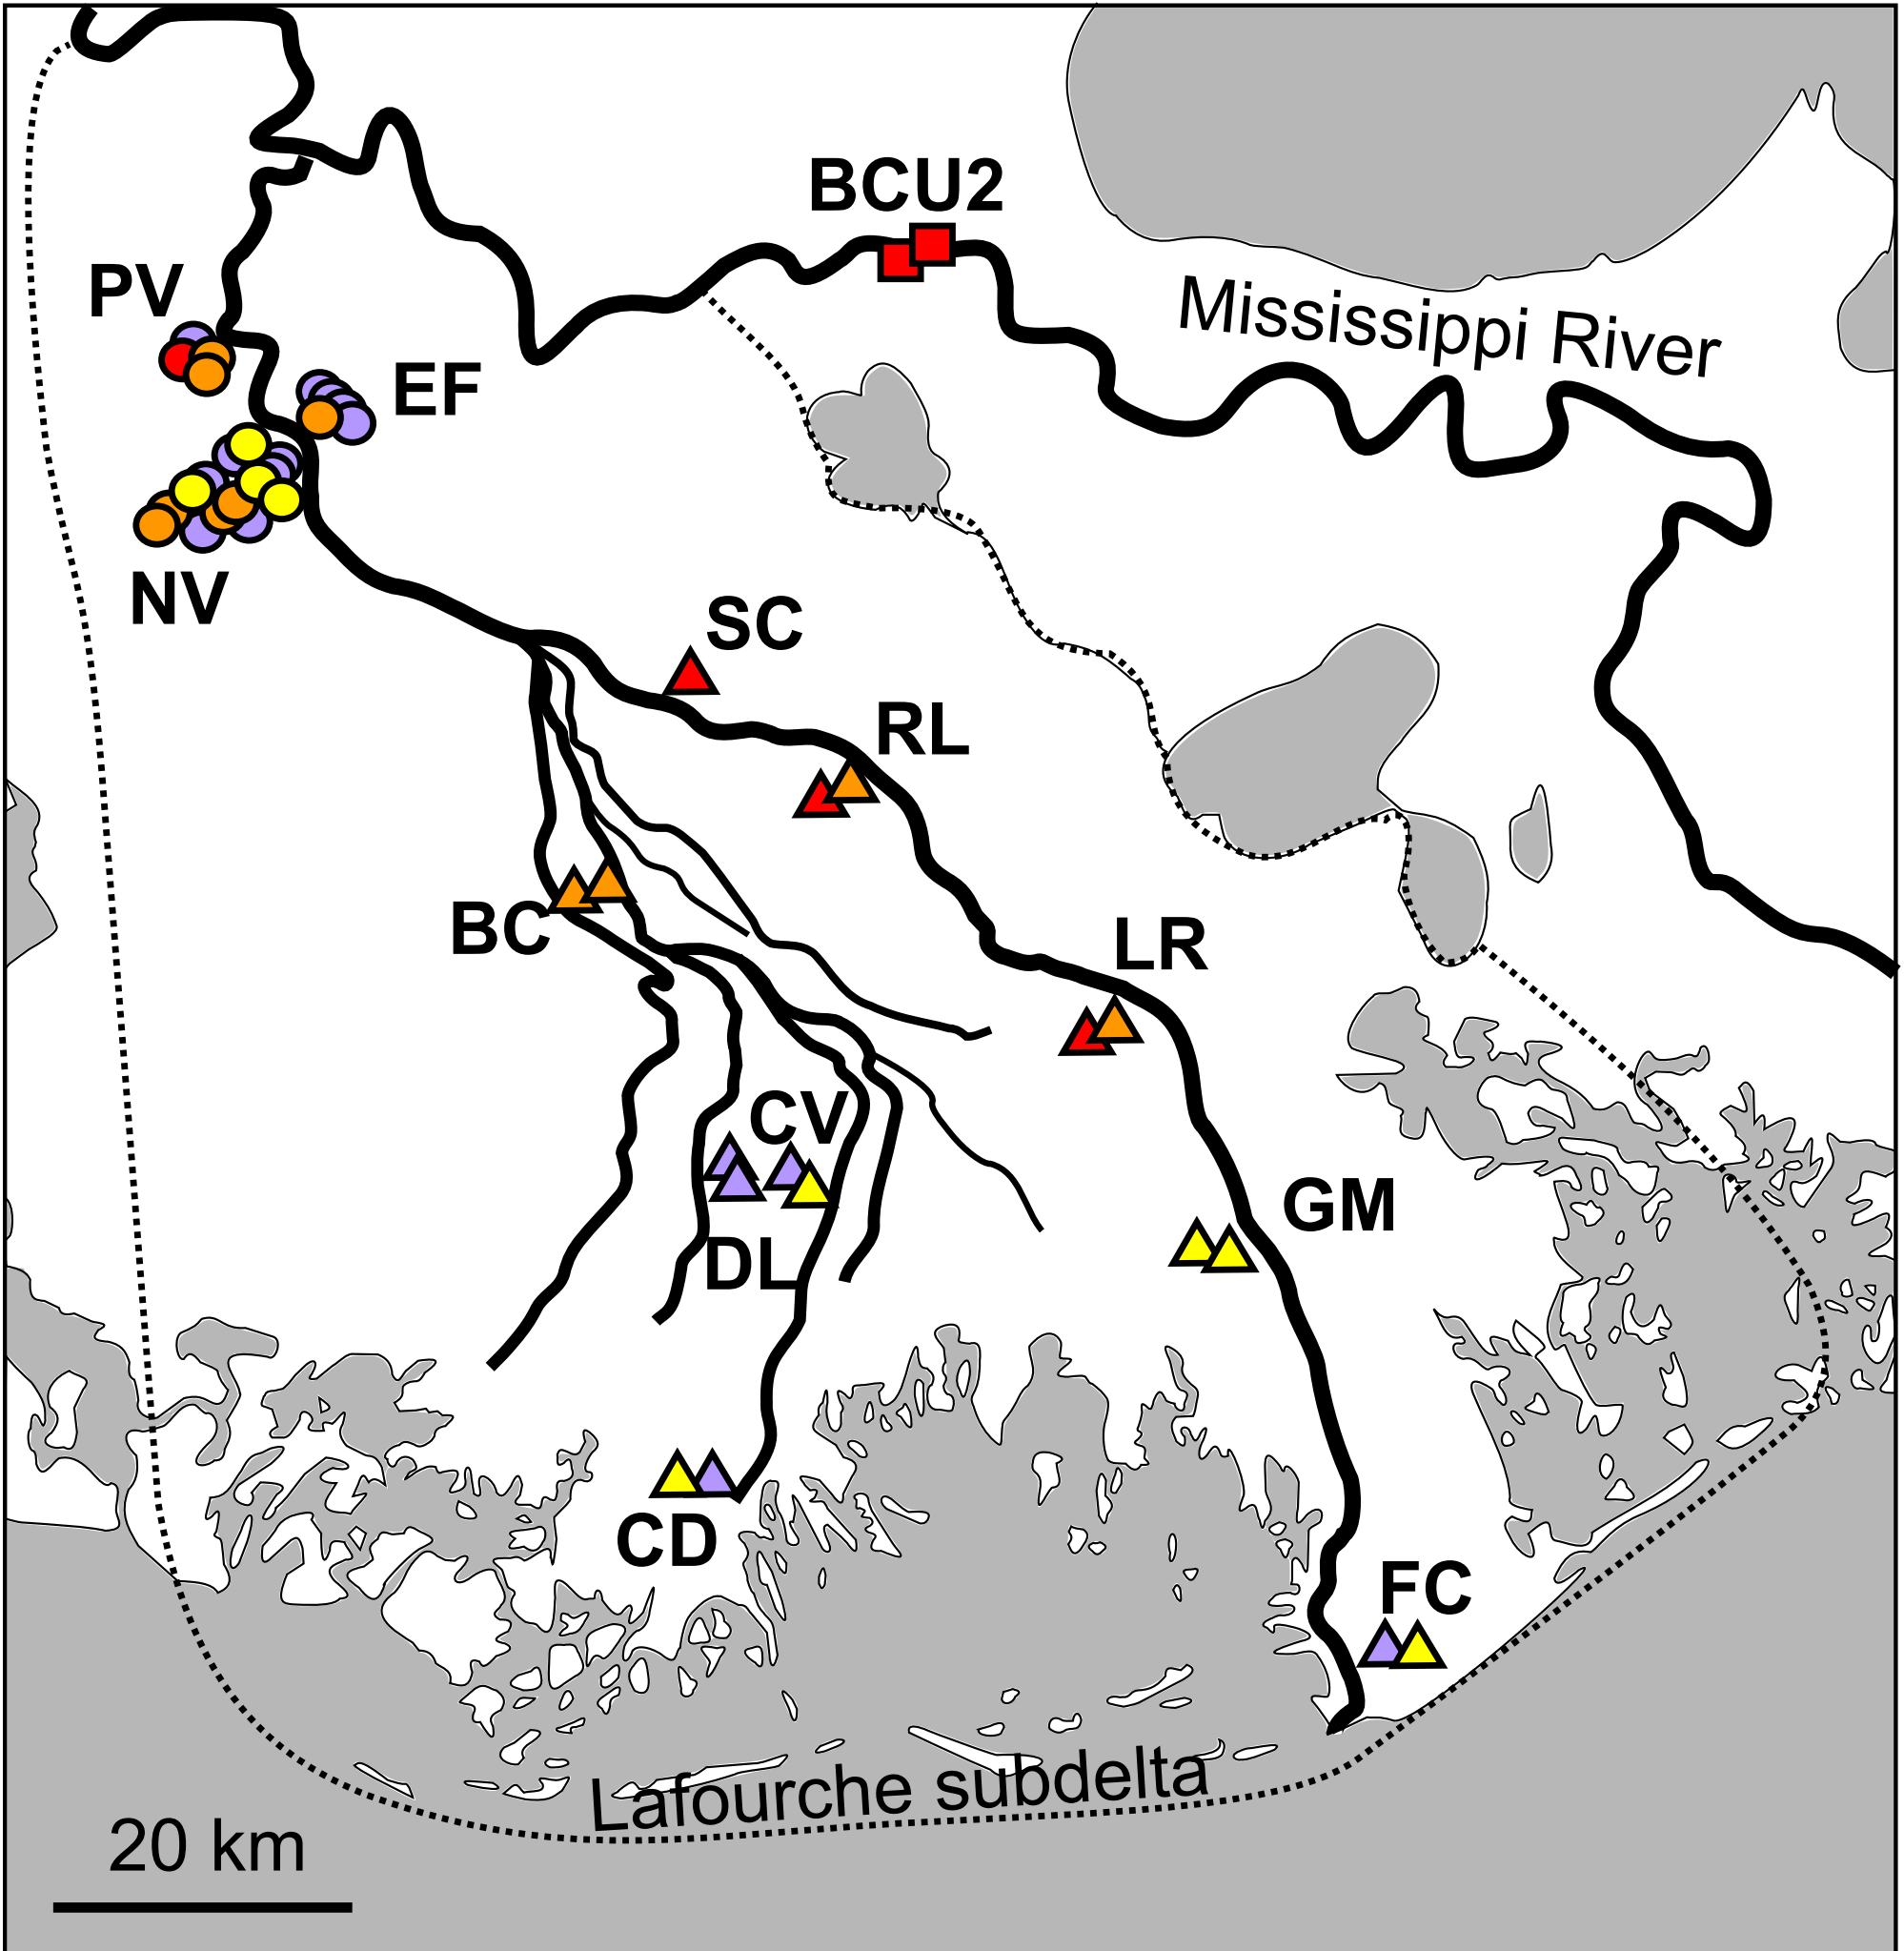 BCU2
PV
Mississippi River
EF
NV
SC
RL
BC
LR
CV
GM
DL
CD
FC
Lafourche subdelta
20 km